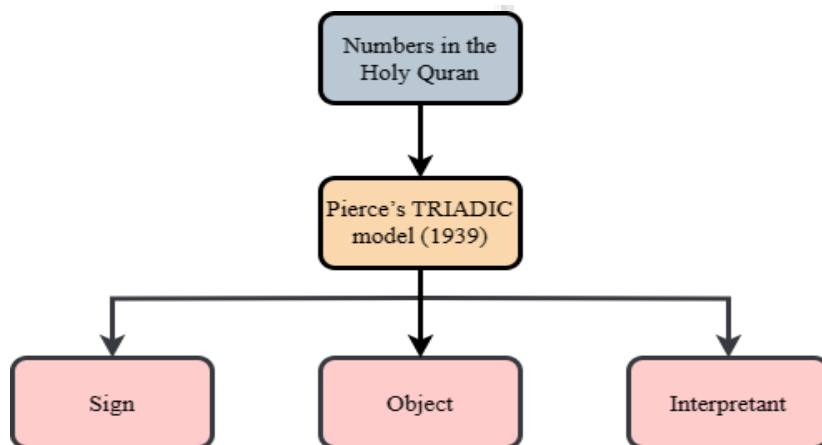 Numbers in the
Holy Quran
Pierce's TRIADIC
model (1939)
Sign
Object
Interpretant